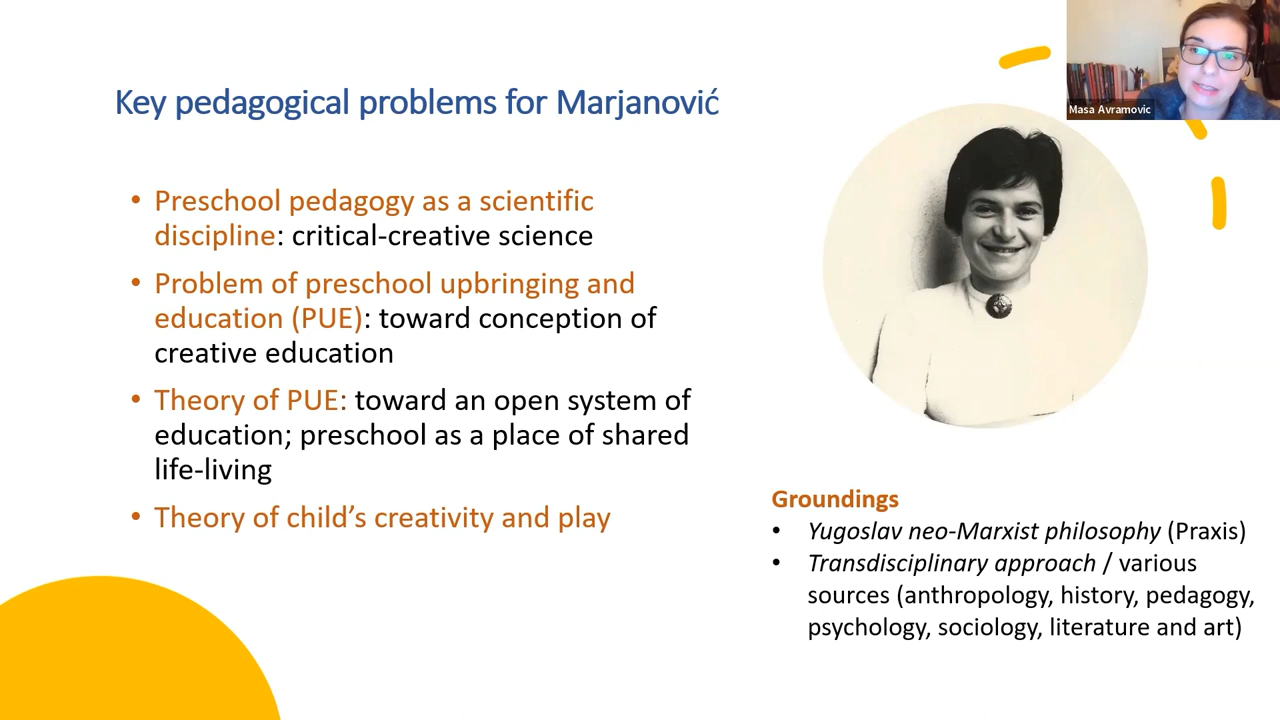 Key pedagogical problems for Marjanović
• Preschool pedagogy as a scientific
discipline: critical-creative science
• Problem of preschool upbringing and
education (PUE): toward conception of
creative education
• Theory of PUE: toward an open system of
education; preschool as a place of shared
life-living
• Theory of child’s creativity and play
Masa Avramovic
Groundings
• Yugoslav neo-Marxist philosophy (Praxis)
• Transdisciplinary approach / various
sources (anthropology, history, pedagogy,
psychology, sociology, literature and art)